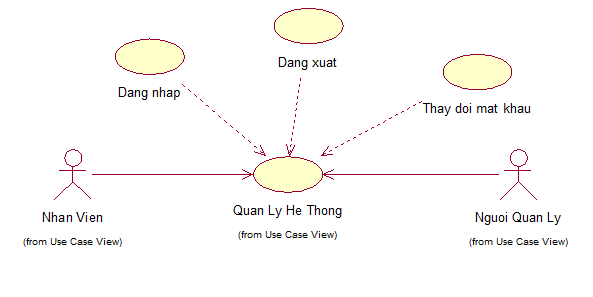 Dang xuat
Dang nhap
Thay doi mat khau
Nhan Vien
(from Use Case View)
Quan Ly He Thong
(from Use Case View)
Nguoi Quan Ly
(from Use Case View)